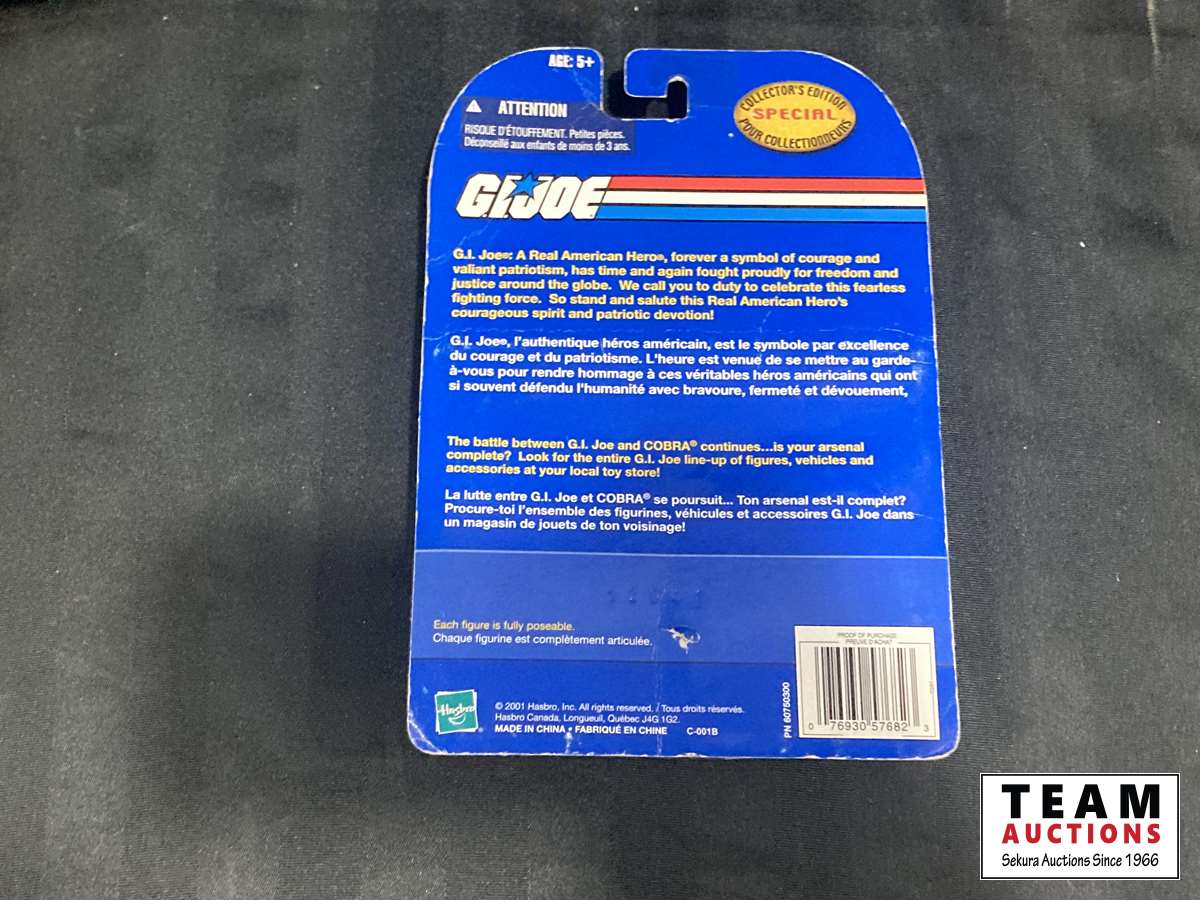 AGE: 5+
ATTENTION
RISQUE D'ÉTOUFFEMENT. Petites pièces.
Déconseillé aux enfants de moins de 3 ans.
COLLECTOR'S EDITION
SPECIAL
POUR COLLECTIONNEURS
G.I. JOE
G.I. Joe®: A Real American Hero®, forever a symbol of courage and
valiant patriotism, has time and again fought proudly for freedom and
justice around the globe. We call you to duty to celebrate this fearless
fighting force. So stand and salute this Real American Hero's
courageous spirit and patriotic devotion!
G.I. Joe®, l'authentique héros américain, est le symbole par excellence
du courage et du patriotisme. L'heure est venue de se mettre au garde-
à-vous pour rendre hommage à ces véritables héros américains qui ont
si souvent défendu l'humanité avec bravoure, fermeté et dévouement,
The battle between G.I. Joe and COBRA® continues...is your arsenal
complete? Look for the entire G.I. Joe line-up of figures, vehicles and
accessories at your local toy store!
La lutte entre G.I. Joe et COBRA® se poursuit... Ton arsenal est-il complet?
Procure-toi l'ensemble des figurines, véhicules et accessoires G.I. Joe dans
un magasin de jouets de ton voisinage!
Each figure is fully poseable.
Chaque figurine est complètement articulée.
Hasbro
© 2001 Hasbro, Inc. All rights reserved. / Tous droits réservés.
Hasbro Canada, Longueuil, Québec J4G 1G2.
MADE IN CHINA • FABRIQUÉ EN CHINE C-001B
PN 60750300
PROOF OF PURCHASE
PREUVE D'ACHAT
0 76930 57682 3
TEAM
AUCTIONS
Sekura Auctions Since 1966